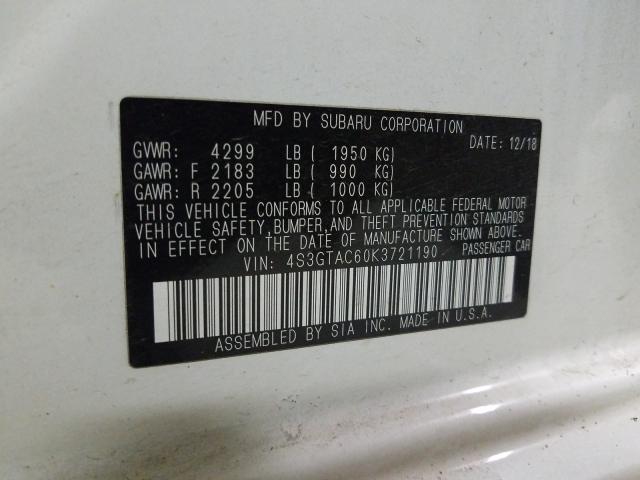 MFD BY SUBARU CORPORATION
DATE: 12/18
GVWR: 4299 LB ( 1950 KG)
GAWR: F 2183 LB ( 990 KG)
GAWR: R 2205 LB ( 1000 KG)
THIS VEHICLE CONFORMS TO ALL APPLICABLE FEDERAL MOTOR
VEHICLE SAFETY, BUMPER, AND THEFT PREVENTION STANDARDS
IN EFFECT ON THE DATE OF MANUFACTURE SHOWN ABOVE.
VIN: 4S3GTAC60K3721190 PASSENGER CAR
ASSEMBLED BY SIA INC. MADE IN U.S.A.